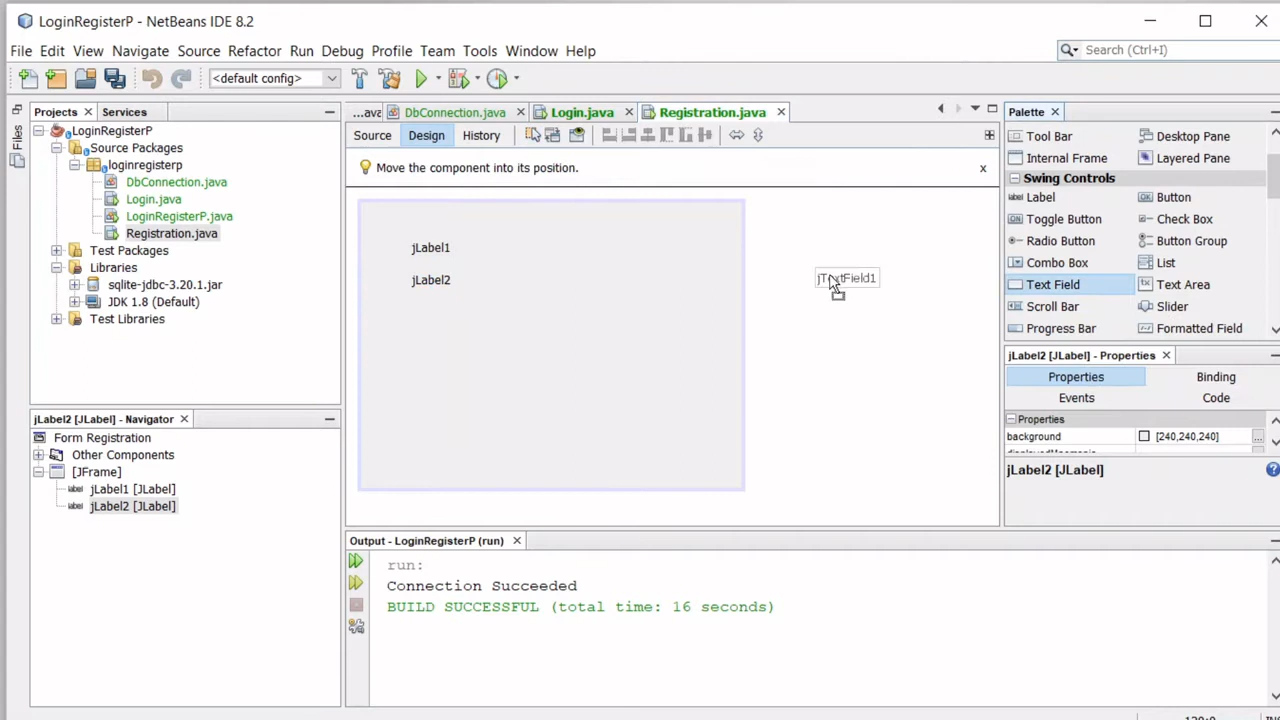 LoginRegisterP - NetBeans IDE 8.2
File Edit View Navigate Source Refactor Run Debug Profile Team Tools Window Help
Search (Ctrl+I)
<default config>
Projects
Services
Files
LoginRegisterP
Source Packages
loginregisterp
DbConnection.java
Login.java
LoginRegisterP.java
Registration.java
Test Packages
Libraries
sqlite-jdbc-3.20.1.jar
JDK 1.8 (Default)
Test Libraries
jLabel2 [JLabel] - Navigator
Form Registration
Other Components
[JFrame]
jLabel1 [JLabel]
jLabel2 [JLabel]
...ava DbConnection.java Login.java Registration.java
Source Design History
Move the component into its position.
x
jLabel1
jLabel2
jTextField1
Output - LoginRegisterP (run)
run:
Connection Succeeded
BUILD SUCCESSFUL (total time: 16 seconds)
Palette
Tool Bar Desktop Pane
Internal Frame Layered Pane
Swing Controls
label Label OK Button
ON Toggle Button Check Box
Radio Button Button Group
Combo Box List
Text Field Text Area
Scroll Bar Slider
Progress Bar Formatted Field
jLabel2 [JLabel] - Properties
Properties Binding
Events Code
Properties
background [240,240,240] ...
jLabel2 [JLabel]